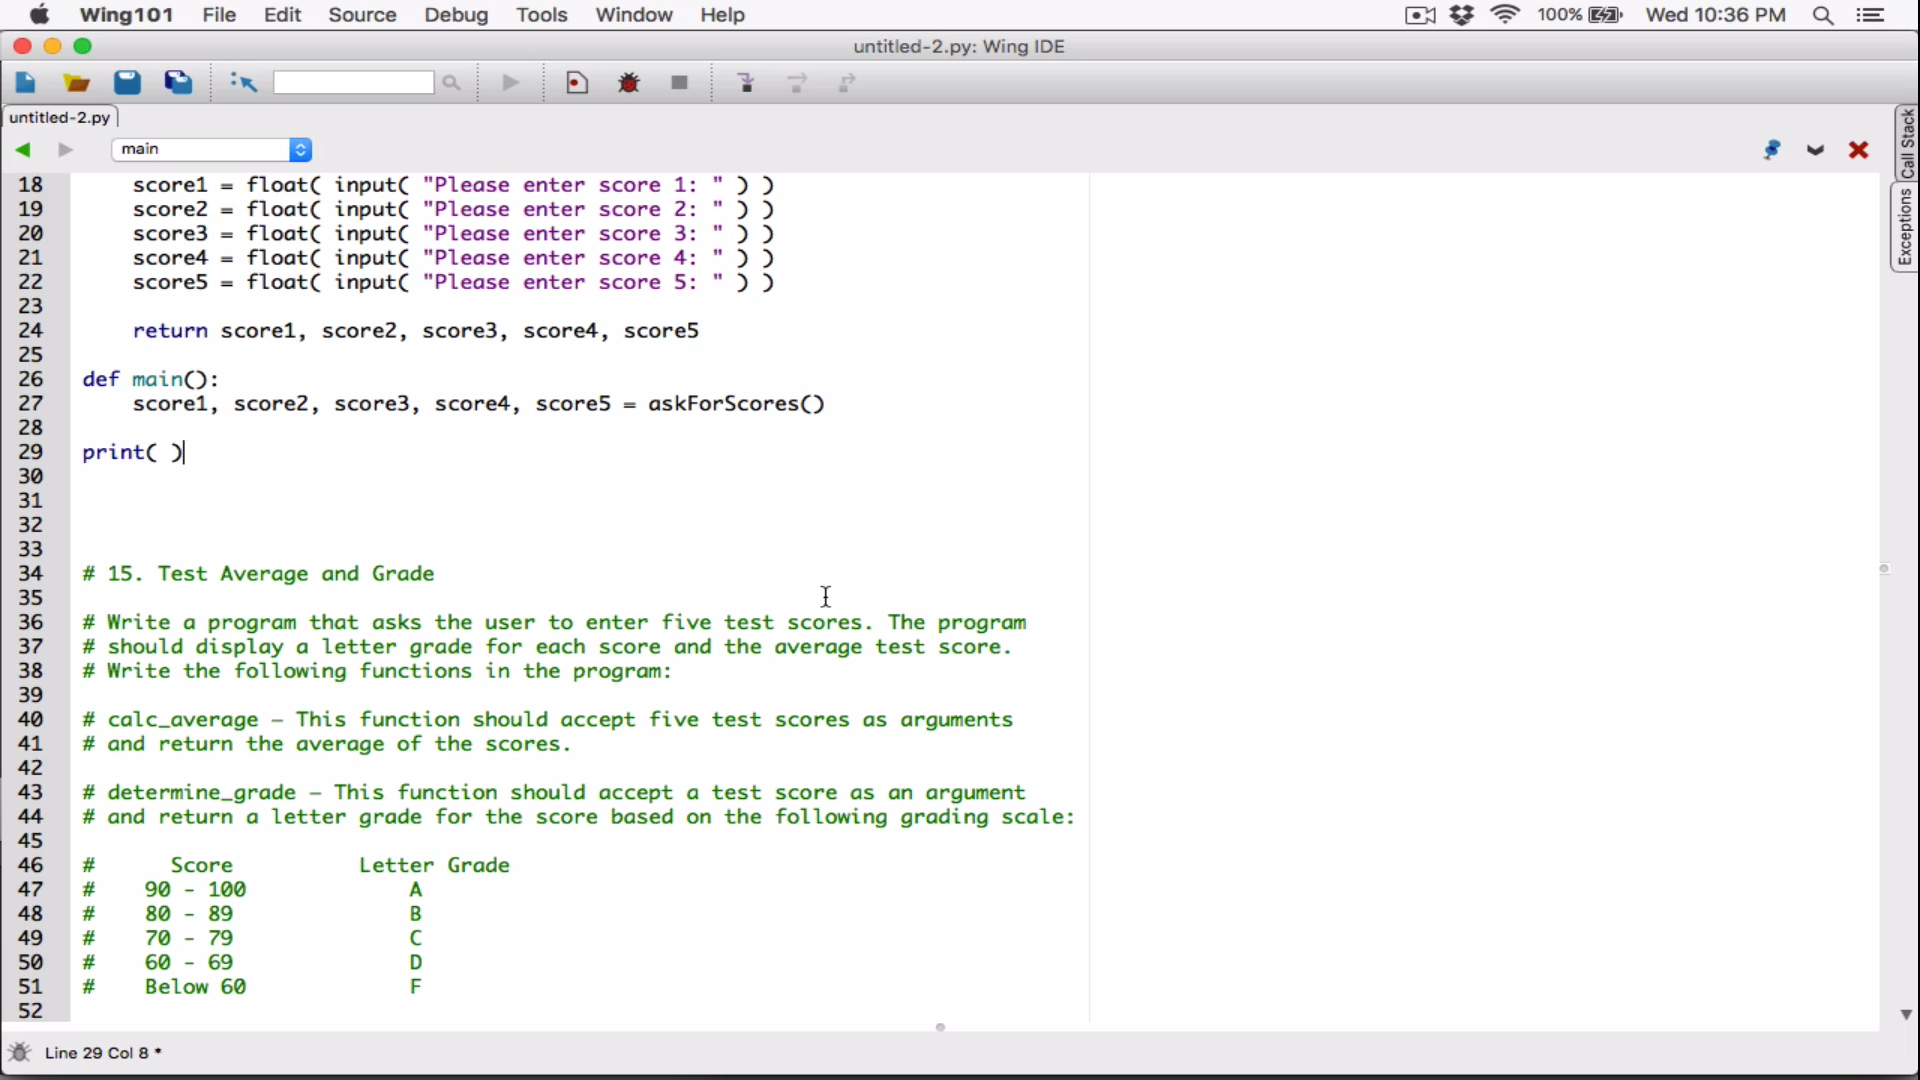 Wing101 File Edit Source Debug Tools Window Help 100% Wed 10:36 PM
untitled-2.py: Wing IDE
untitled-2.py
main
Call Stack
Exceptions
18 score1 = float( input( "Please enter score 1: " ) )
19 score2 = float( input( "Please enter score 2: " ) )
20 score3 = float( input( "Please enter score 3: " ) )
21 score4 = float( input( "Please enter score 4: " ) )
22 score5 = float( input( "Please enter score 5: " ) )
23
24 return score1, score2, score3, score4, score5
25
26 def main():
27 score1, score2, score3, score4, score5 = askForScores()
28
29 print( )
30
31
32
33
34 # 15. Test Average and Grade
35
36 # Write a program that asks the user to enter five test scores. The program
37 # should display a letter grade for each score and the average test score.
38 # Write the following functions in the program:
39
40 # calc_average – This function should accept five test scores as arguments
41 # and return the average of the scores.
42
43 # determine_grade – This function should accept a test score as an argument
44 # and return a letter grade for the score based on the following grading scale:
45
46 # Score Letter Grade
47 # 90 - 100 A
48 # 80 - 89 B
49 # 70 - 79 C
50 # 60 - 69 D
51 # Below 60 F
52
Line 29 Col 8 *